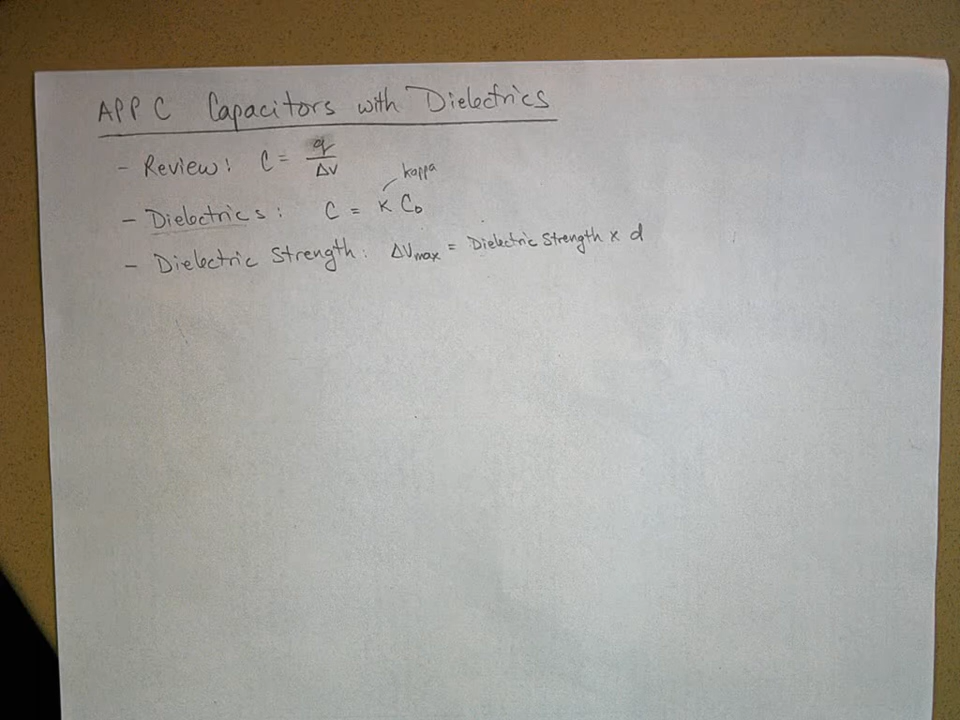 APP C Capacitors with Dielectrics
- Review: C = q/ΔV
kappa
- Dielectrics: C = κ C₀
- Dielectric Strength: ΔVmax = Dielectric Strength × d